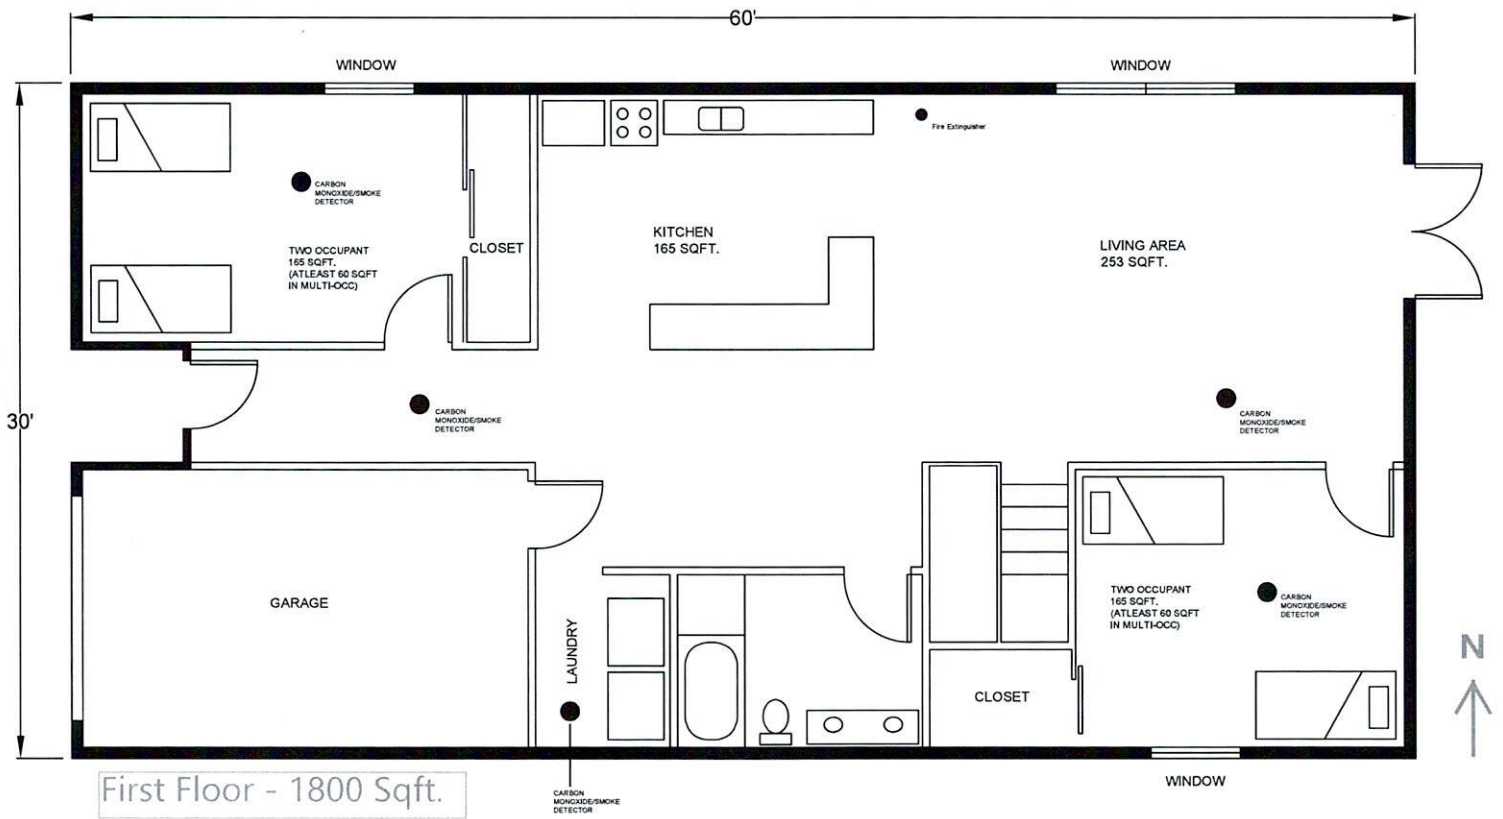 60'
WINDOW
WINDOW
Fire Extinguisher
CARBON
MONOXIDE/SMOKE
DETECTOR
TWO OCCUPANT
165 SQFT.
(ATLEAST 60 SQFT
IN MULTI-OCC)
CLOSET
KITCHEN
165 SQFT.
LIVING AREA
253 SQFT.
30'
CARBON
MONOXIDE/SMOKE
DETECTOR
CARBON
MONOXIDE/SMOKE
DETECTOR
GARAGE
LAUNDRY
TWO OCCUPANT
165 SQFT.
(ATLEAST 60 SQFT
IN MULTI-OCC)
CARBON
MONOXIDE/SMOKE
DETECTOR
N
CLOSET
WINDOW
First Floor - 1800 Sqft.
CARBON
MONOXIDE/SMOKE
DETECTOR